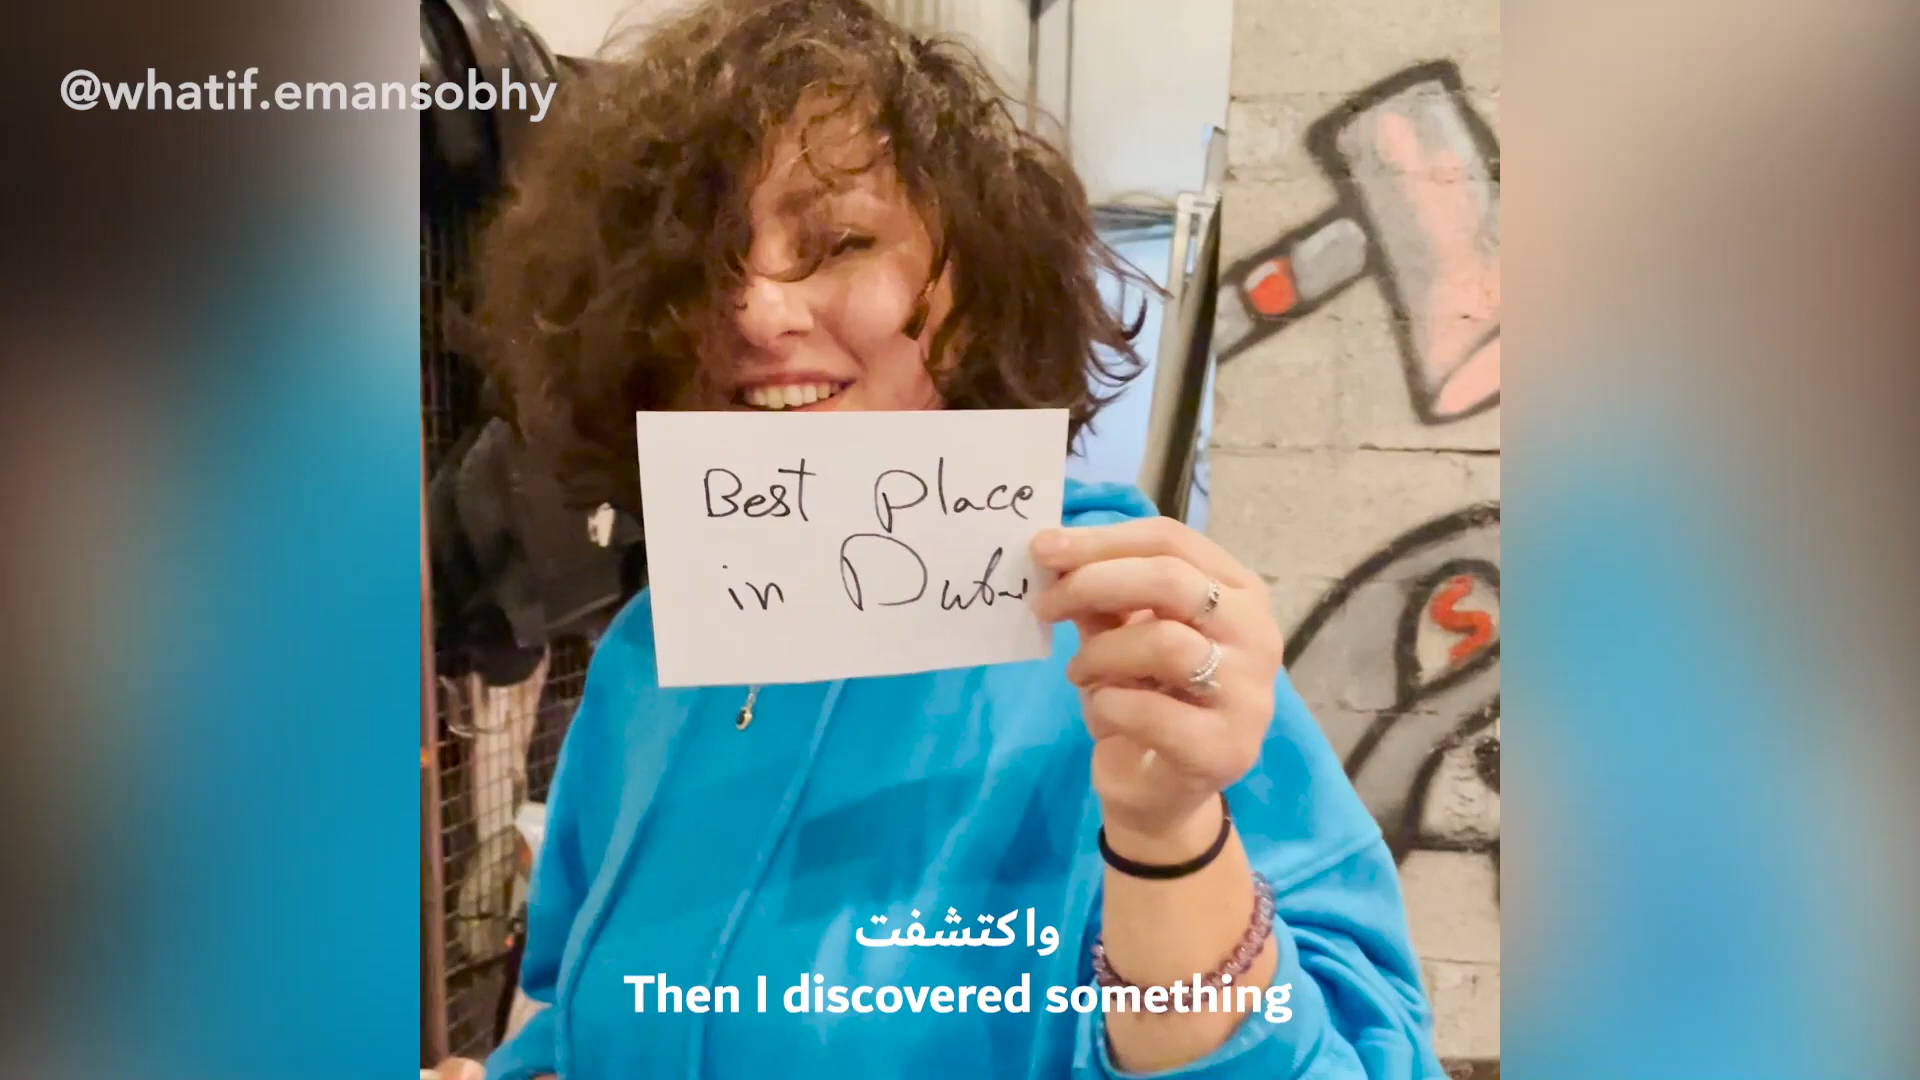 @whatif.emansobhy
Best place
in Dubai
S
واكتشفت
Then I discovered something